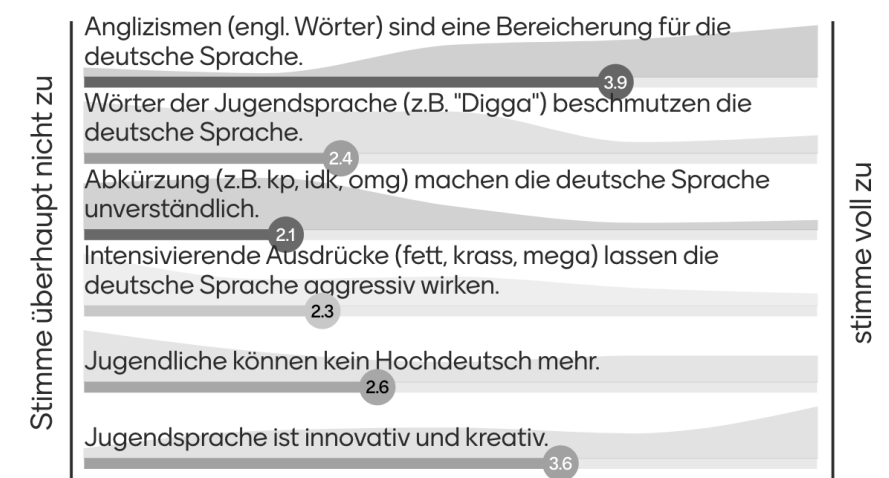 Anglizismen (engl. Wörter) sind eine Bereicherung für die
deutsche Sprache.
3.9
Wörter der Jugendsprache (z.B. "Digga") beschmutzen die
deutsche Sprache.
2.4
Abkürzung (z.B. kp, idk, omg) machen die deutsche Sprache
unverständlich.
2.1
Intensivierende Ausdrücke (fett, krass, mega) lassen die
deutsche Sprache aggressiv wirken.
2.3
Jugendliche können kein Hochdeutsch mehr.
2.6
Jugendsprache ist innovativ und kreativ.
3.6
Stimme überhaupt nicht zu
stimme voll zu